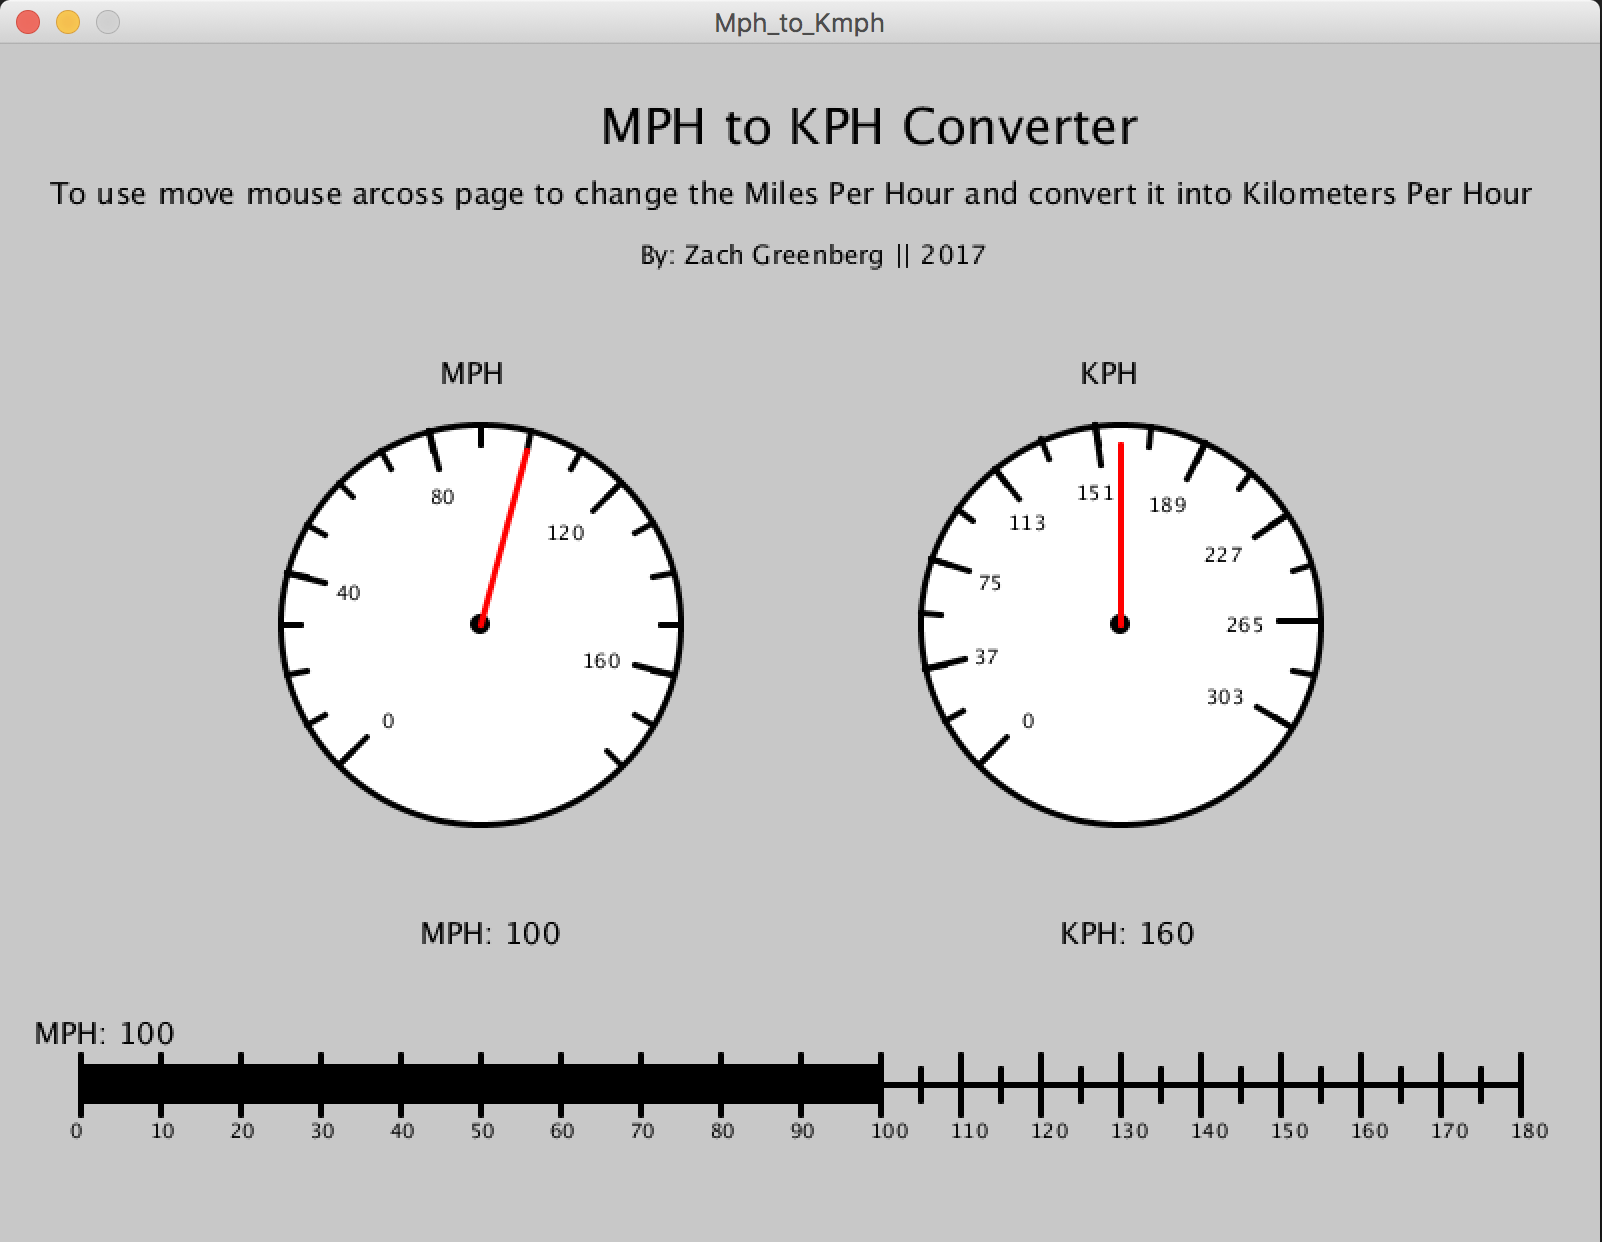 Mph_to_Kmph
MPH to KPH Converter
To use move mouse arcoss page to change the Miles Per Hour and convert it into Kilometers Per Hour
By: Zach Greenberg || 2017
MPH
KPH
0
40
80
120
160
0
37
75
113
151
189
227
265
303
MPH: 100
KPH: 160
MPH: 100
0 10 20 30 40 50 60 70 80 90 100 110 120 130 140 150 160 170 180